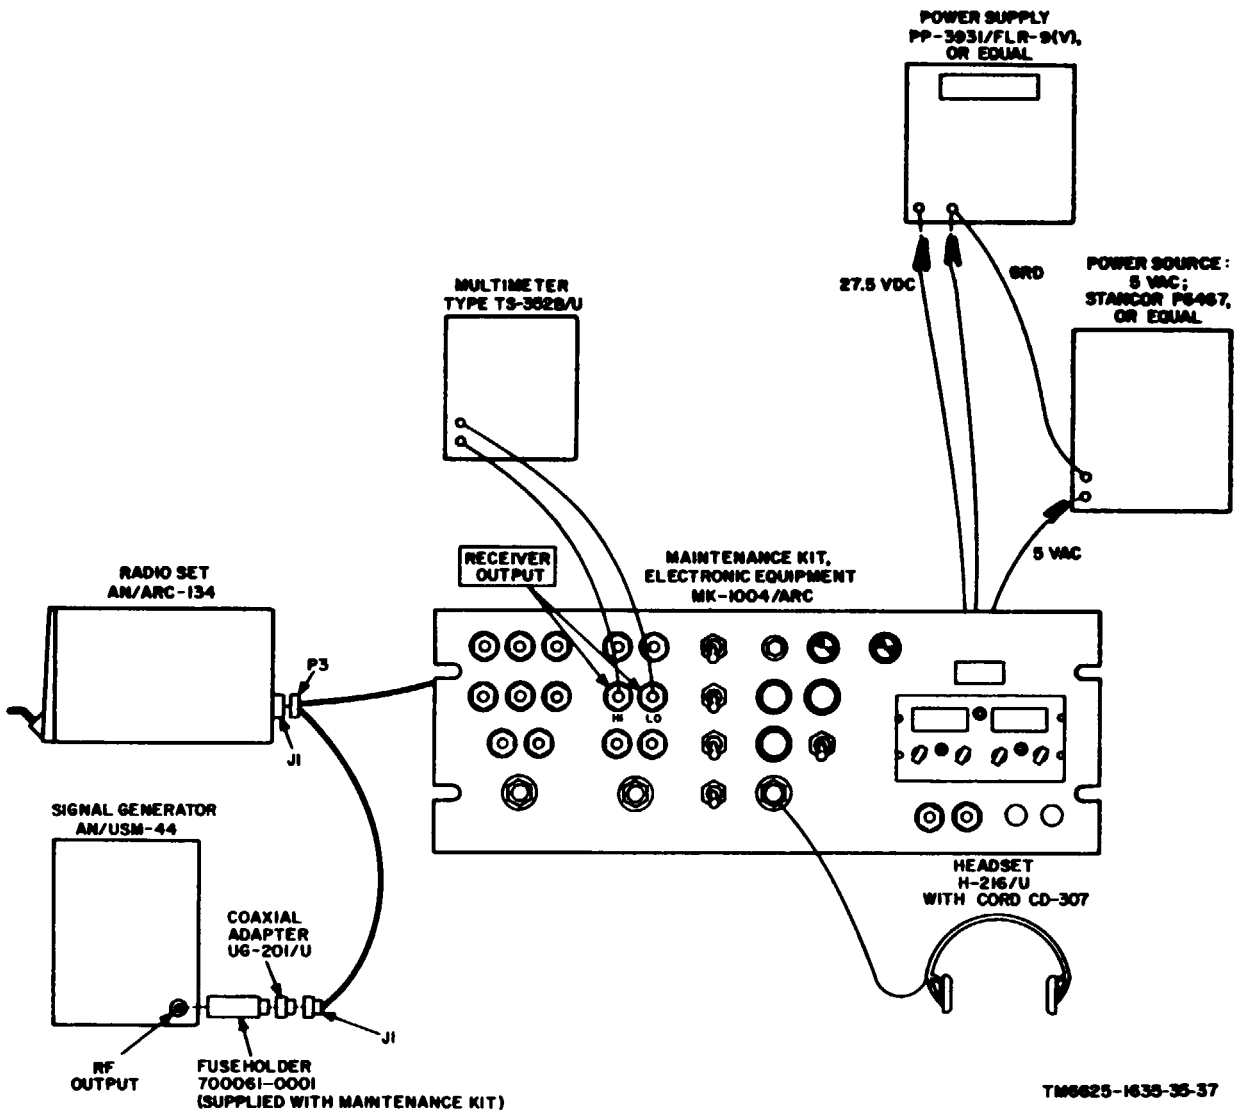 POWER SUPPLY
PP-3931/FLR-9(V),
OR EQUAL
27.5 VDC
GRD
POWER SOURCE:
5 VAC;
STANCOR P6467,
OR EQUAL
5 VAC
MULTIMETER
TYPE TS-352B/U
RECEIVER
OUTPUT
MAINTENANCE KIT,
ELECTRONIC EQUIPMENT
MK-1004/ARC
RADIO SET
AN/ARC-134
P3
J1
HI
LO
SIGNAL GENERATOR
AN/USM-44
HEADSET
H-216/U
WITH CORD CD-307
COAXIAL
ADAPTER
UG-201/U
J1
RF
OUTPUT
FUSEHOLDER
700061-0001
(SUPPLIED WITH MAINTENANCE KIT)
TM6625-1635-35-37